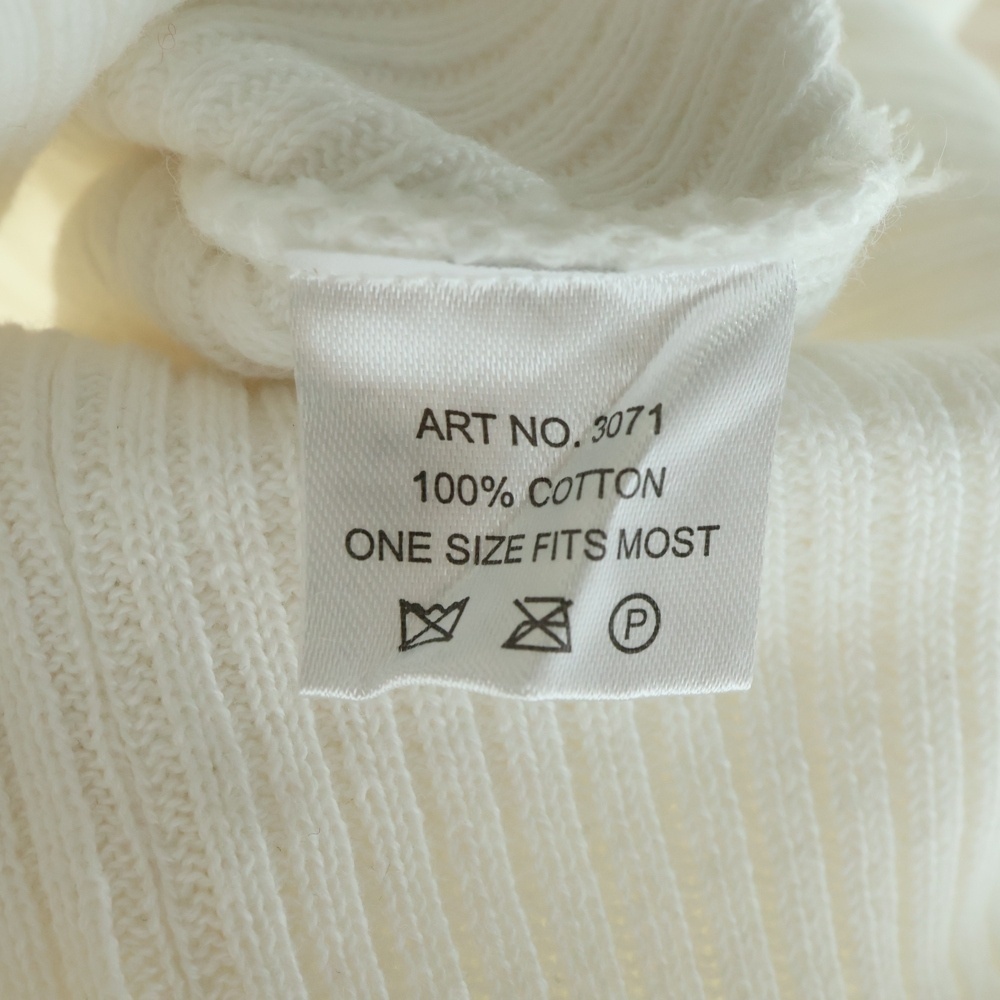 ART NO. 3071
100% COTTON
ONE SIZE FITS MOST
P